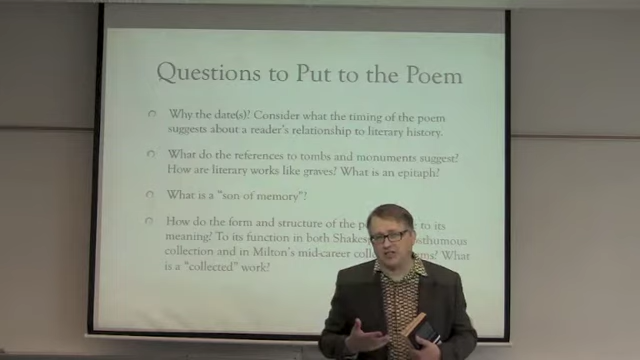 Questions to Put to the Poem
Why the date(s)? Consider what the timing of the poem
suggests about a reader's relationship to literary history.
What do the references to tombs and monuments suggest?
How are literary works like graves? What is an epitaph?
What is a "son of memory"?
How do the form and structure of the to its
meaning? To its function in both
collection and in Milton's mid-career What
is a "collected" work?